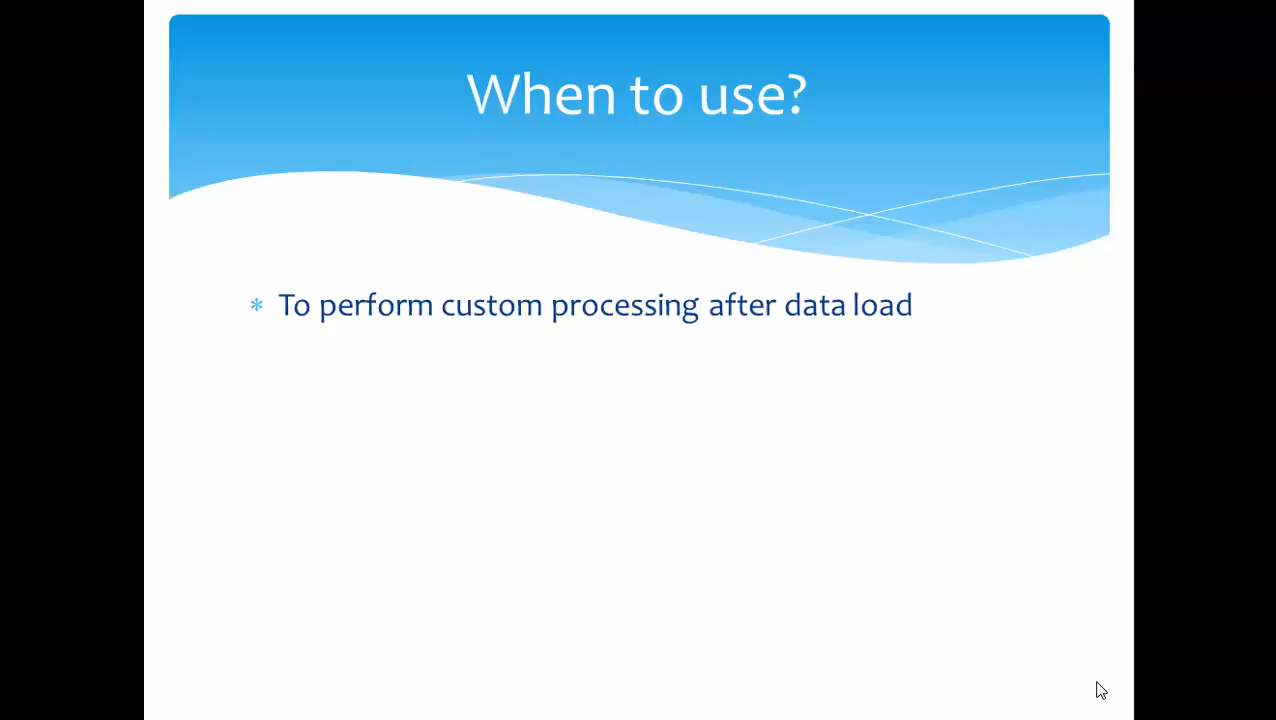 When to use?
* To perform custom processing after data load